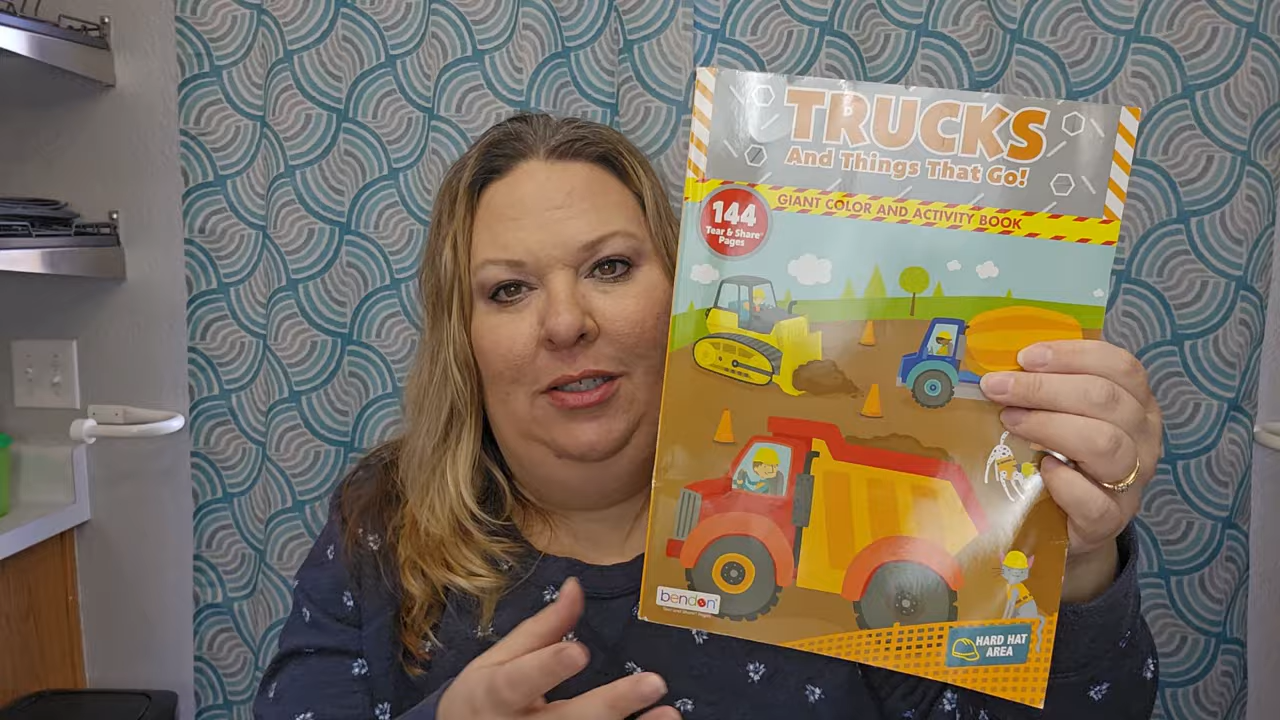 TRUCKS
And Things That Go!
GIANT COLOR AND ACTIVITY BOOK
144
Tear & Share®
Pages
bendon®
HARD HAT
AREA